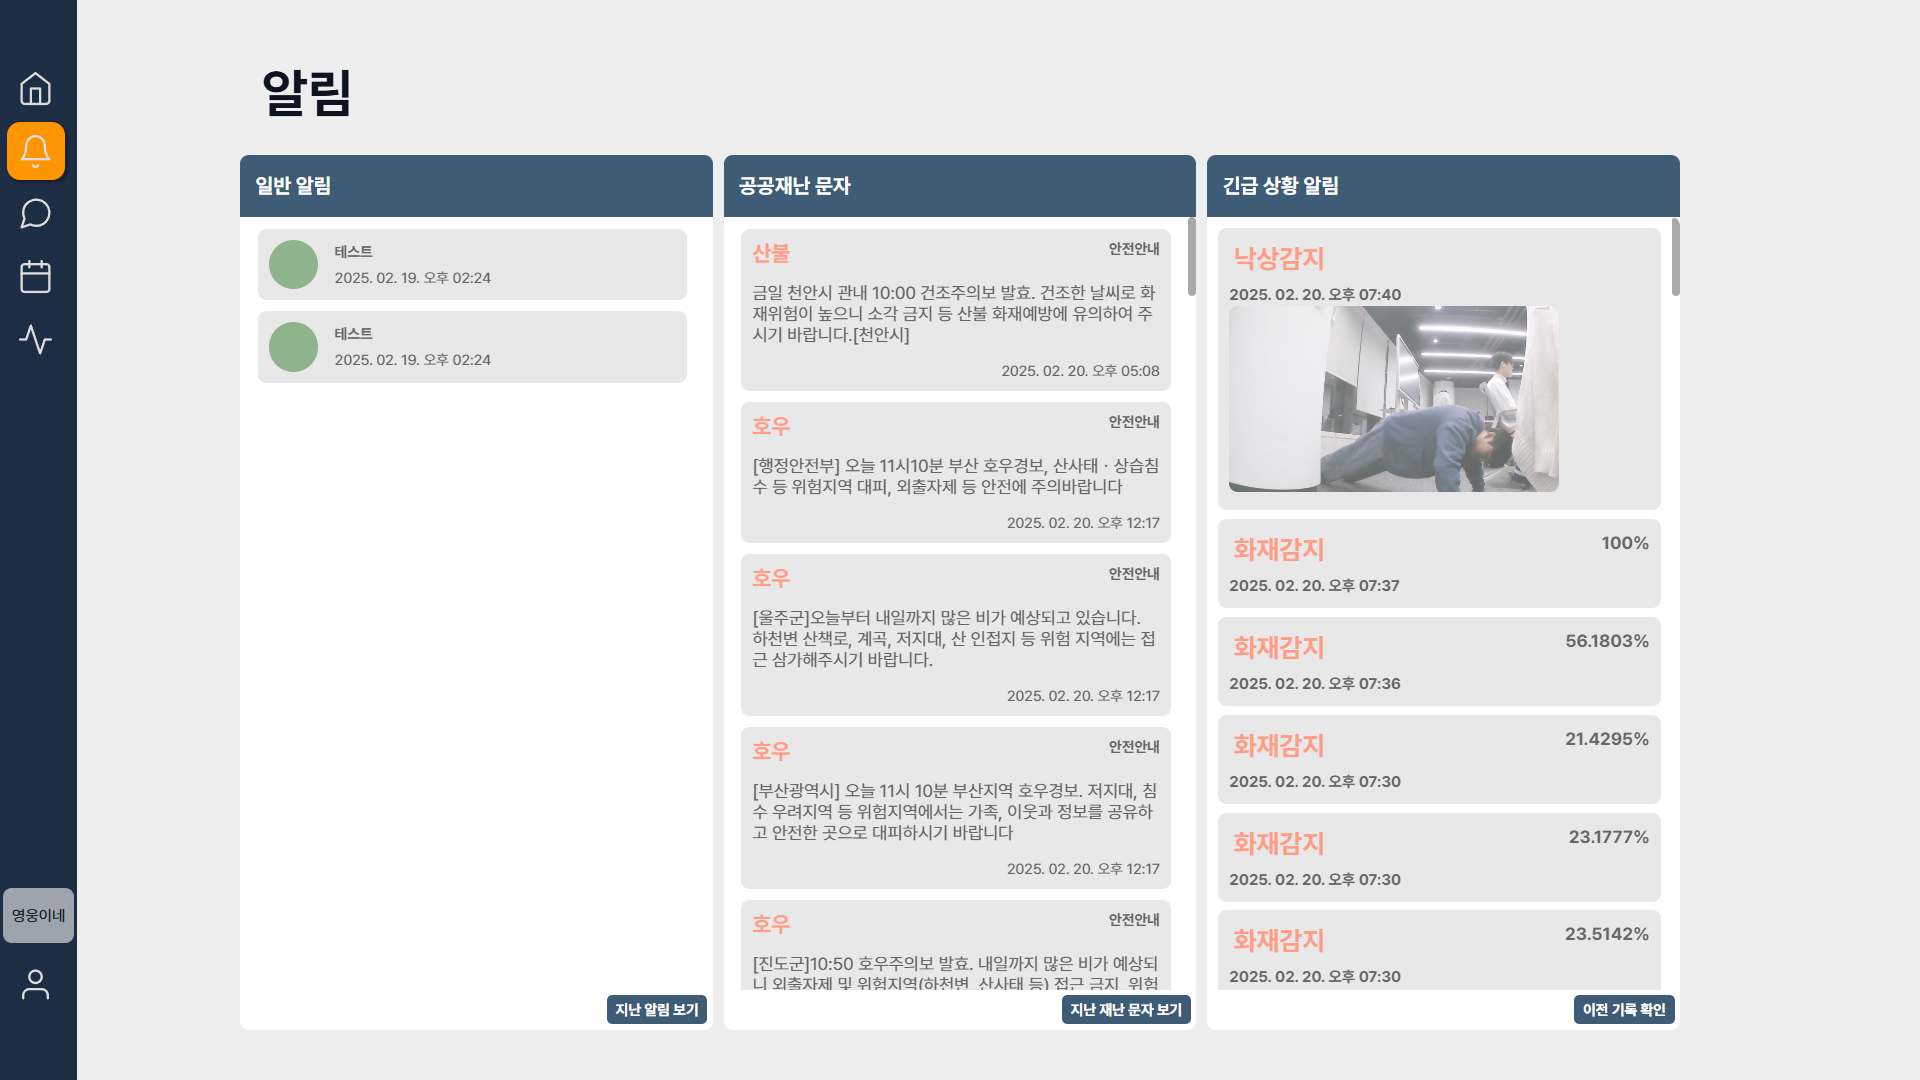 알림
일반 알림
테스트
2025. 02. 19. 오후 02:24
테스트
2025. 02. 19. 오후 02:24
지난 알림 보기
공공재난 문자
산불
안전안내
금일 천안시 관내 10:00 건조주의보 발효. 건조한 날씨로 화
재위험이 높으니 소각 금지 등 산불 화재예방에 유의하여 주
시기 바랍니다.[천안시]
2025. 02. 20. 오후 05:08
호우
안전안내
[행정안전부] 오늘 11시10분 부산 호우경보, 산사태ㆍ상습침
수 등 위험지역 대피, 외출자제 등 안전에 주의바랍니다
2025. 02. 20. 오후 12:17
호우
안전안내
[울주군]오늘부터 내일까지 많은 비가 예상되고 있습니다.
하천변 산책로, 계곡, 저지대, 산 인접지 등 위험 지역에는 접
근 삼가해주시기 바랍니다.
2025. 02. 20. 오후 12:17
호우
안전안내
[부산광역시] 오늘 11시 10분 부산지역 호우경보. 저지대, 침
수 우려지역 등 위험지역에서는 가족, 이웃과 정보를 공유하
고 안전한 곳으로 대피하시기 바랍니다
2025. 02. 20. 오후 12:17
호우
안전안내
[진도군]10:50 호우주의보 발효. 내일까지 많은 비가 예상되
니 외출자제 및 위험지역(하천변, 산사태 등) 접근 금지, 위험
지난 재난 문자 보기
긴급 상황 알림
낙상감지
2025. 02. 20. 오후 07:40
화재감지
100%
2025. 02. 20. 오후 07:37
화재감지
56.1803%
2025. 02. 20. 오후 07:36
화재감지
21.4295%
2025. 02. 20. 오후 07:30
화재감지
23.1777%
2025. 02. 20. 오후 07:30
화재감지
23.5142%
2025. 02. 20. 오후 07:30
이전 기록 확인
영웅이네